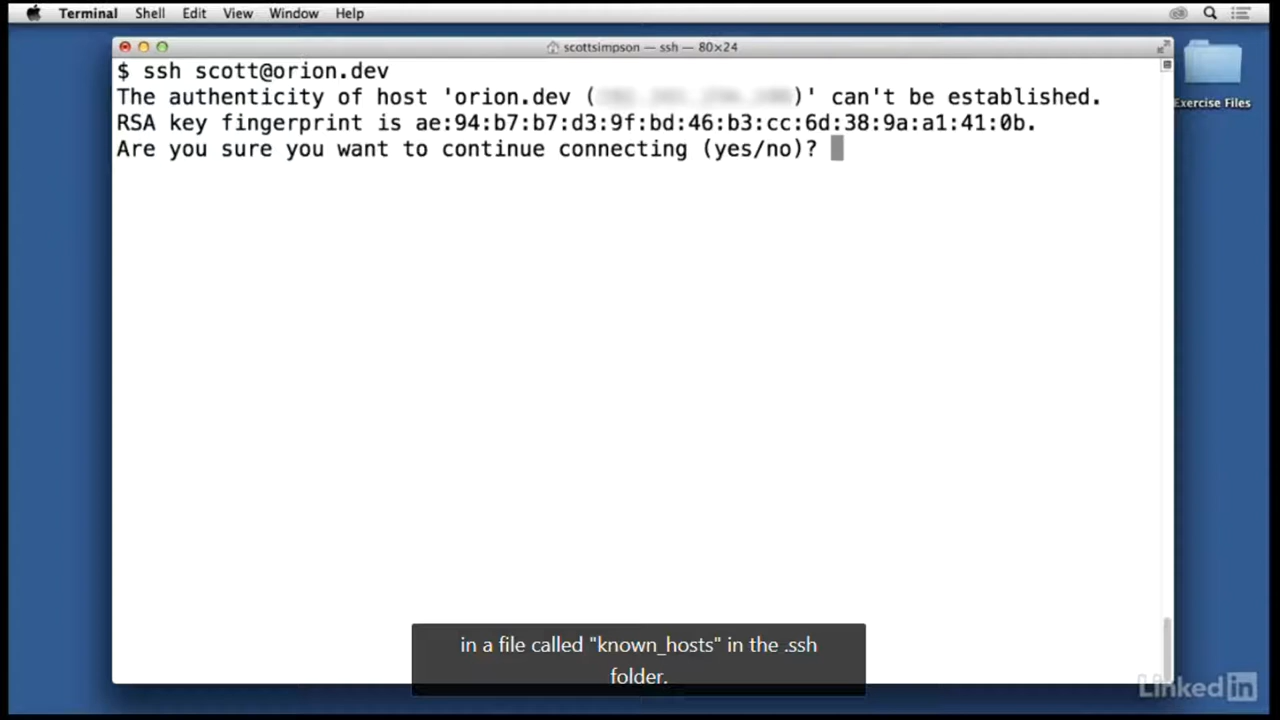 Terminal Shell Edit View Window Help
scottsimpson — ssh — 80×24
$ ssh scott@orion.dev
The authenticity of host 'orion.dev ( )' can't be established.
RSA key fingerprint is ae:94:b7:b7:d3:9f:bd:46:b3:cc:6d:38:9a:a1:41:0b.
Are you sure you want to continue connecting (yes/no)?
Exercise Files
in a file called "known_hosts" in the .ssh
folder.
Linked in